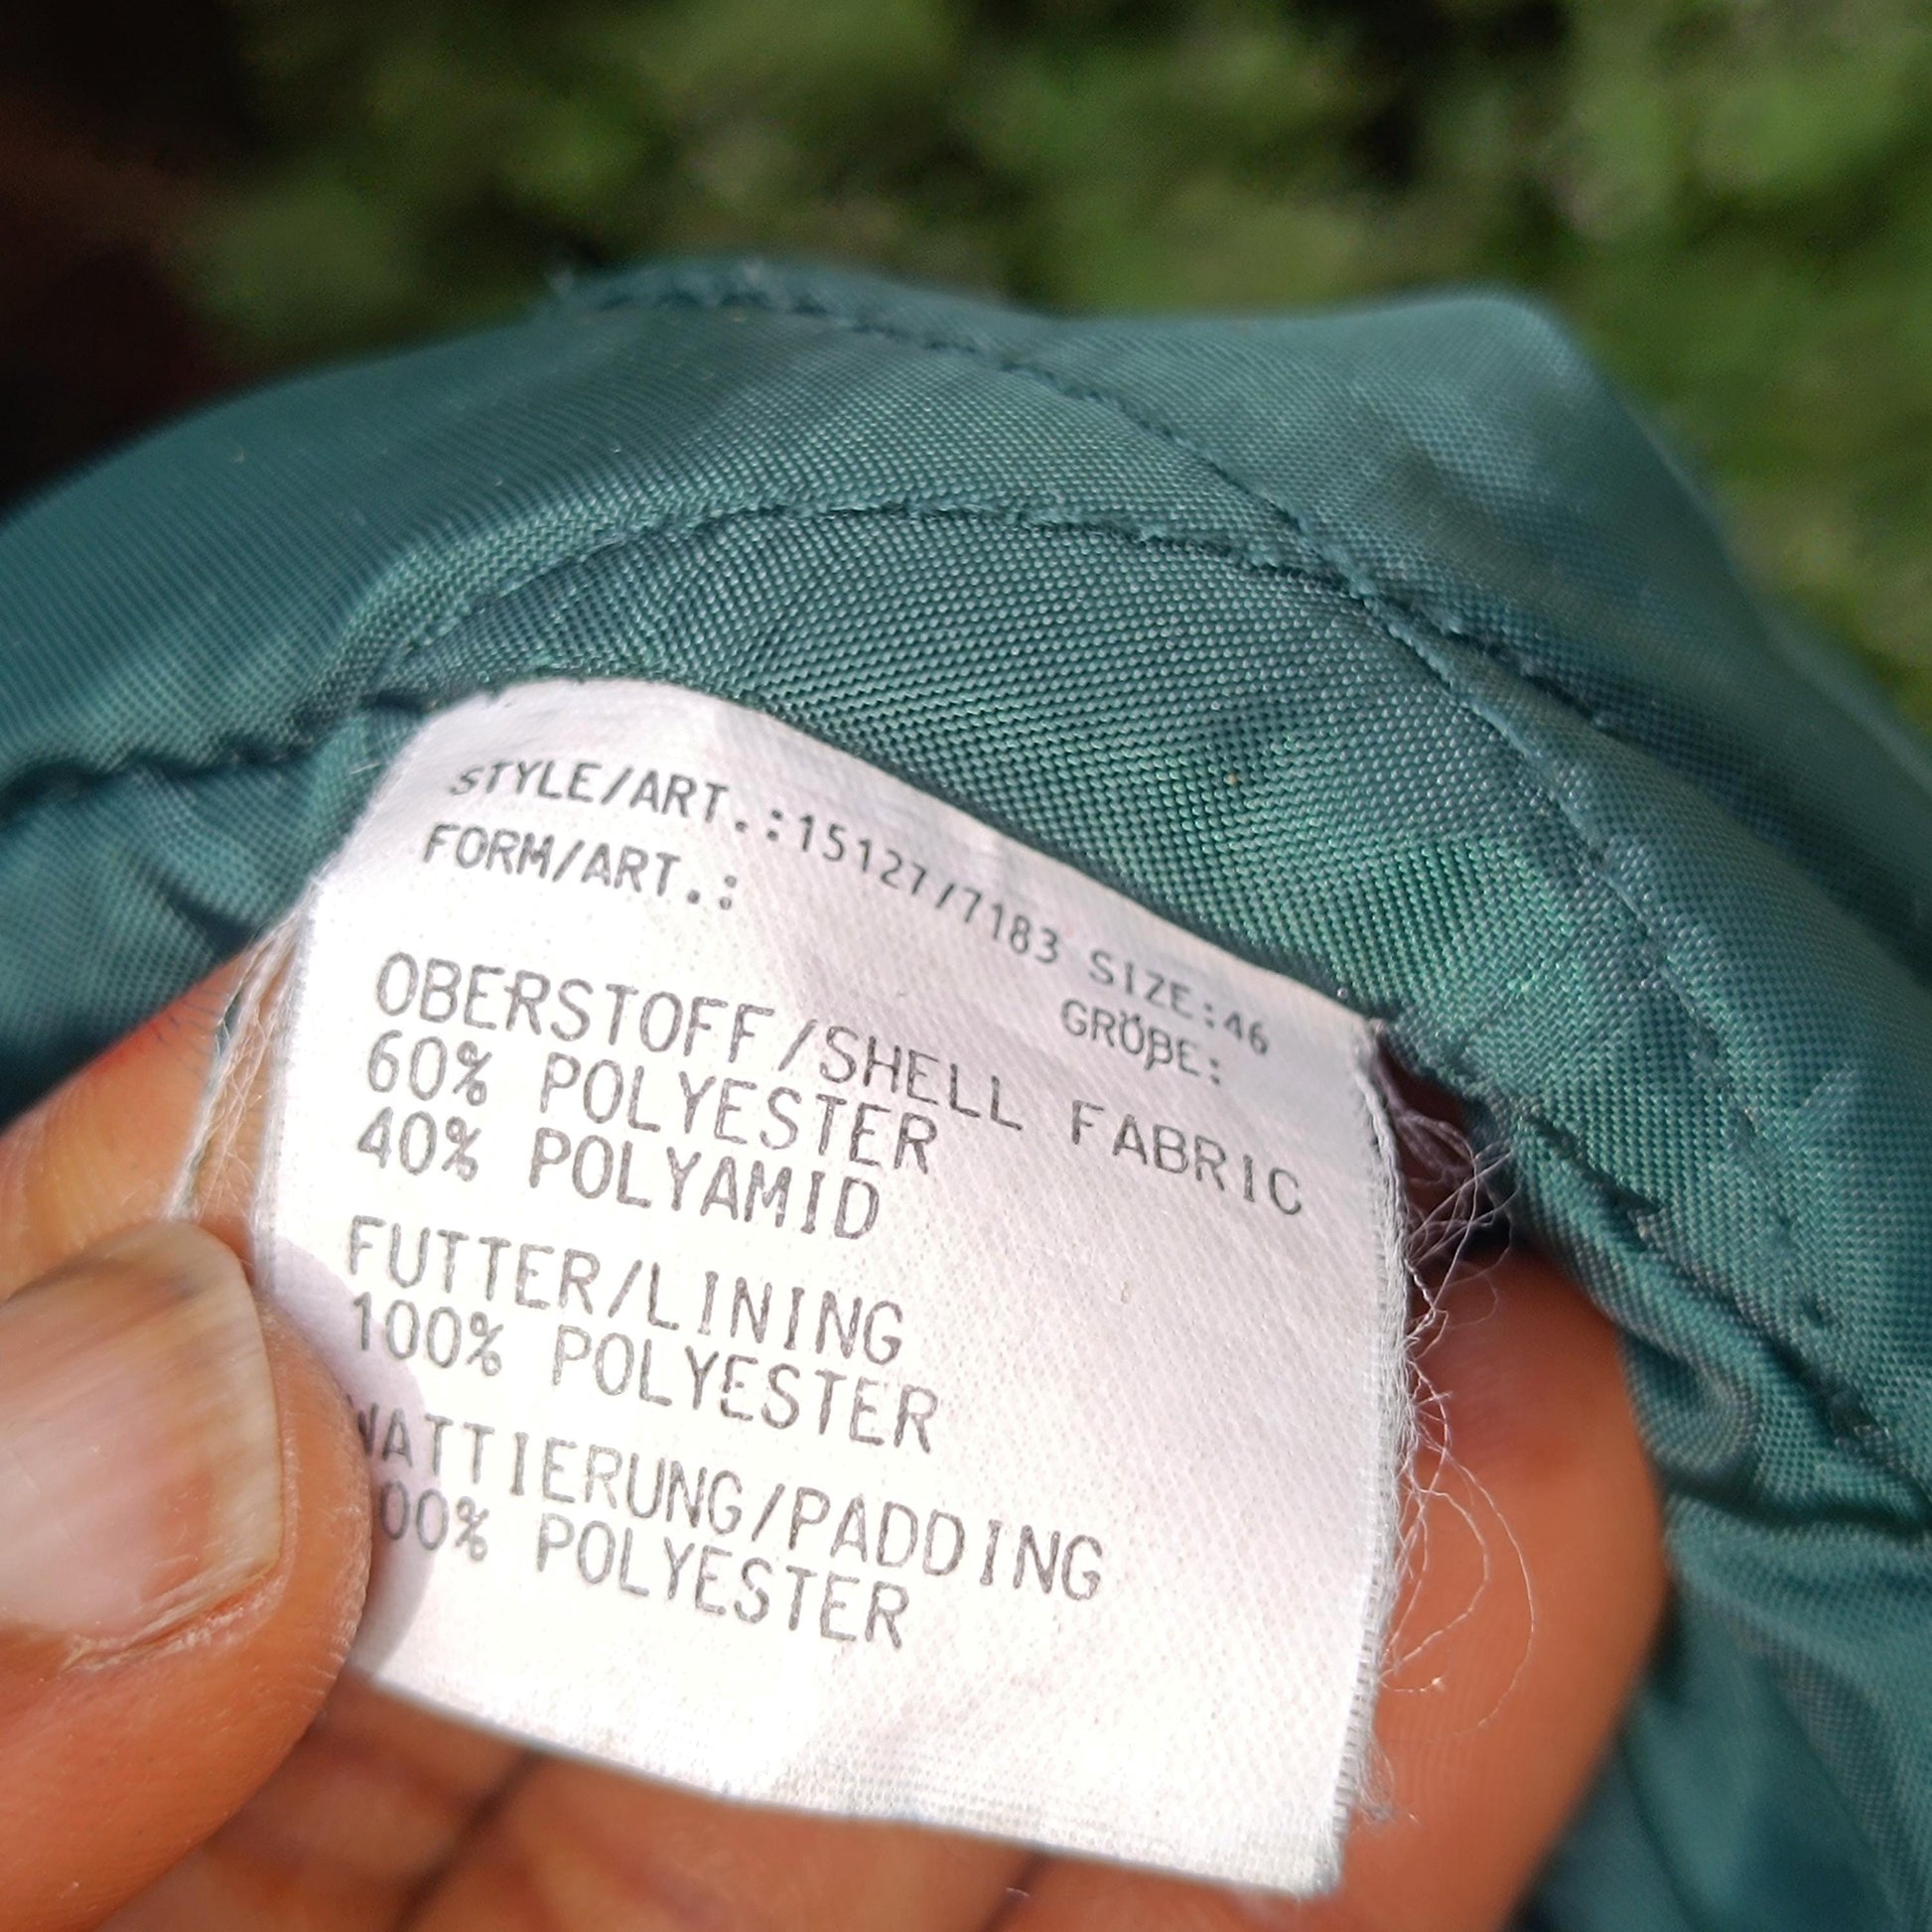 STYLE/ART.:15127/7183 SIZE:46
FORM/ART.: GRÖßE:
OBERSTOFF/SHELL FABRIC
60% POLYESTER
40% POLYAMID
FUTTER/LINING
100% POLYESTER
WATTIERUNG/PADDING
00% POLYESTER